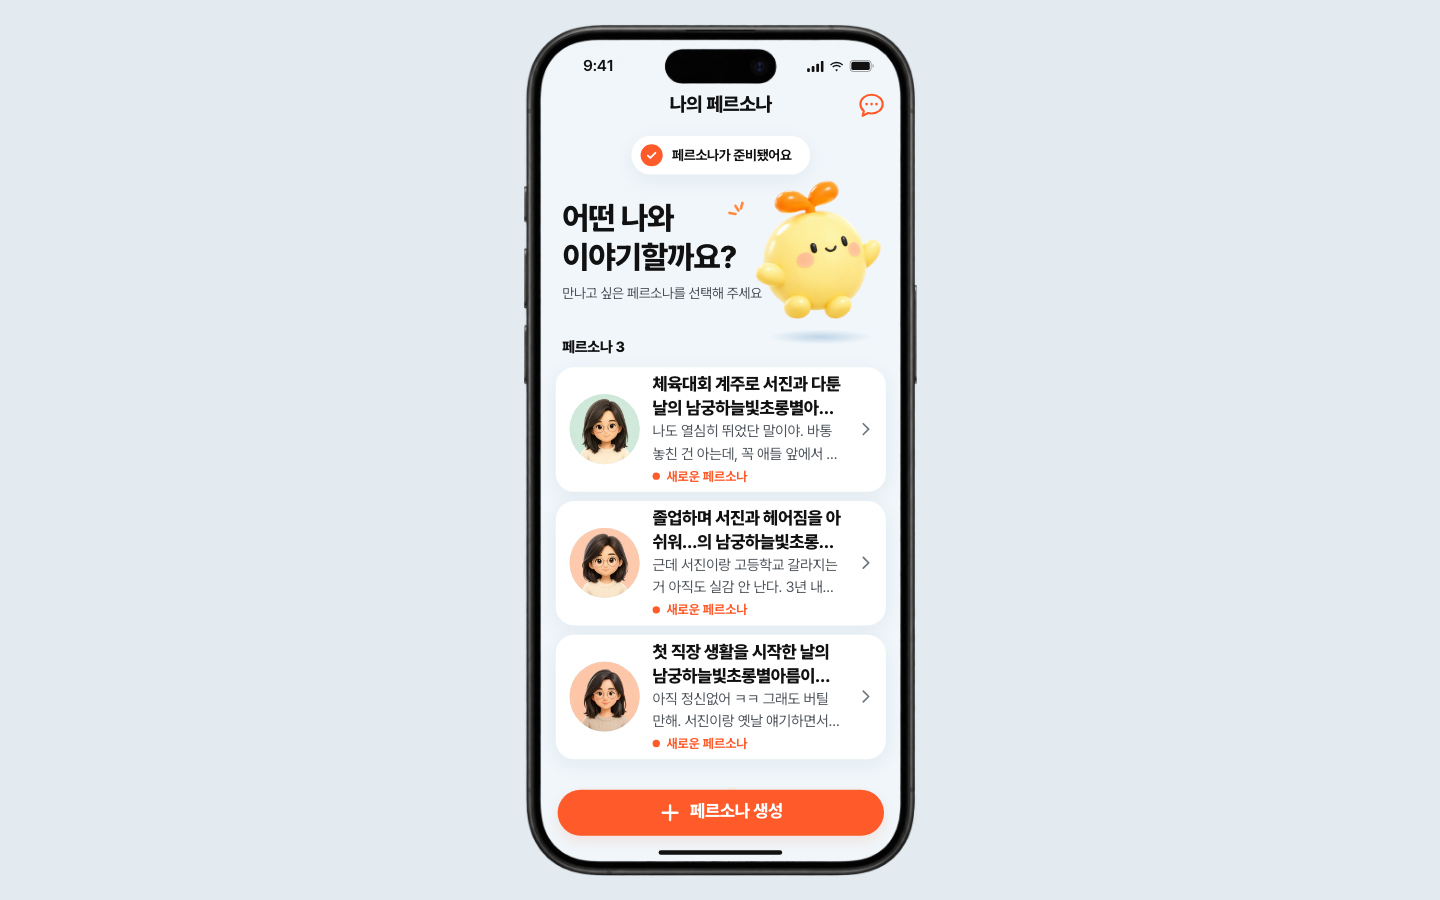 9:41
나의 페르소나
페르소나가 준비됐어요
어떤 나와
이야기할까요?
만나고 싶은 페르소나를 선택해 주세요
페르소나 3
체육대회 계주로 서진과 다툰
날의 남궁하늘빛초롱별아...
나도 열심히 뛰었단 말이야. 바통
놓친 건 아는데, 꼭 애들 앞에서 ...
새로운 페르소나
졸업하며 서진과 헤어짐을 아
쉬워...의 남궁하늘빛초롱...
근데 서진이랑 고등학교 갈라지는
거 아직도 실감 안 난다. 3년 내...
새로운 페르소나
첫 직장 생활을 시작한 날의
남궁하늘빛초롱별아름이...
아직 정신없어 ㅋㅋ 그래도 버틸
만해. 서진이랑 옛날 얘기하면서...
새로운 페르소나
페르소나 생성